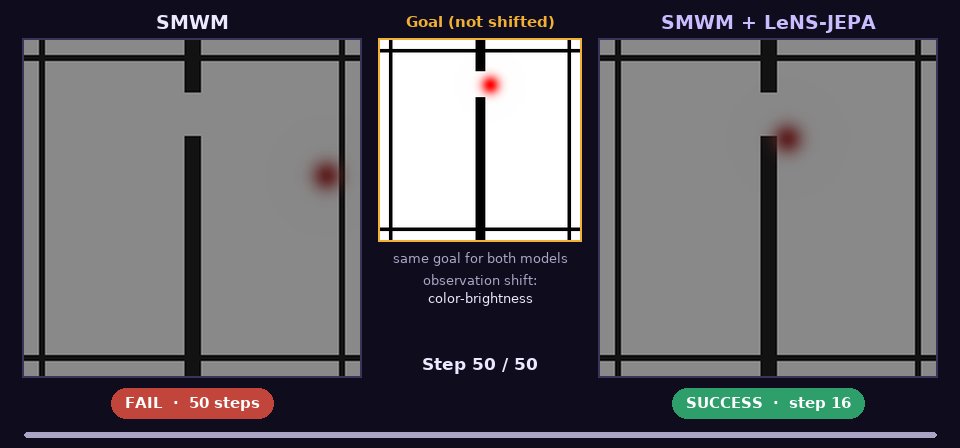 SMWM
Goal (not shifted)
SMWM + LeNS-JEPA
same goal for both models
observation shift:
color-brightness
Step 50 / 50
FAIL · 50 steps
SUCCESS · step 16